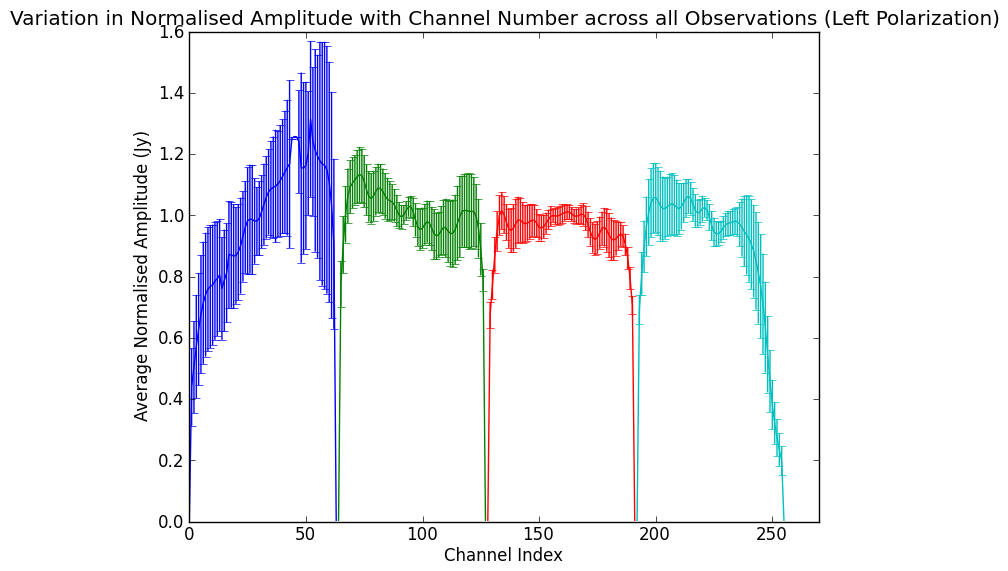 Variation in Normalised Amplitude with Channel Number across all Observations (Left Polarization)
1.6
1.4
1.2
1.0
0.8
0.6
0.4
0.2
0.0
Average Normalised Amplitude (Jy)
0 50 100 150 200 250
Channel Index